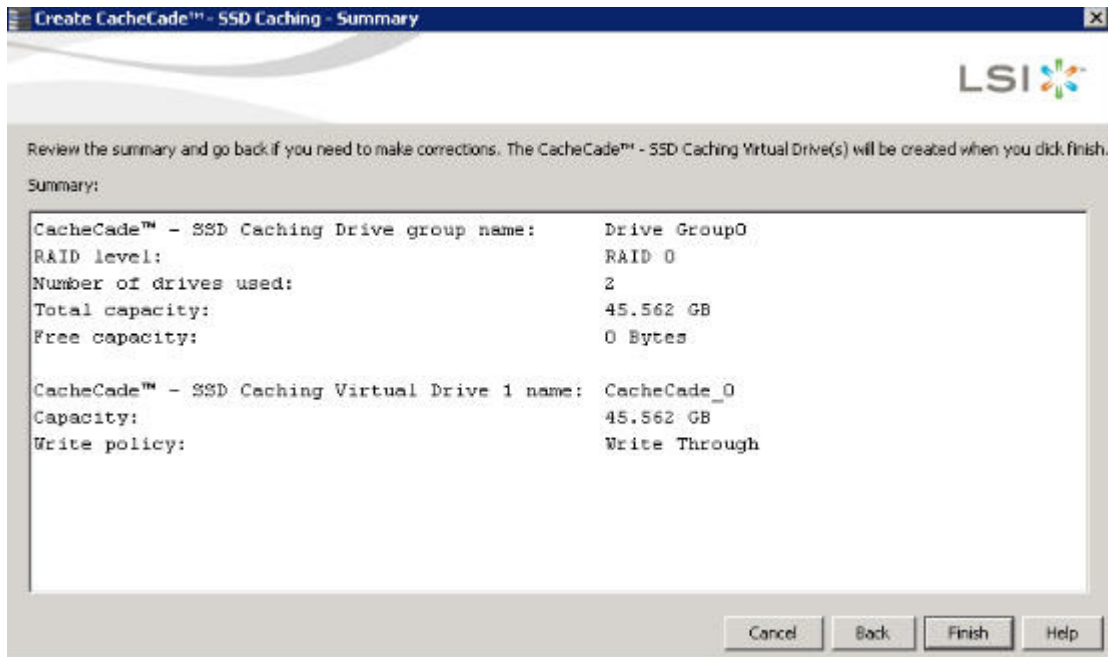 Create CacheCade™ - SSD Caching - Summary
LSI
Review the summary and go back if you need to make corrections. The CacheCade™ - SSD Caching Virtual Drive(s) will be created when you click finish.
Summary:
CacheCade™ - SSD Caching Drive group name: Drive Group0
RAID level: RAID 0
Number of drives used: 2
Total capacity: 45.562 GB
Free capacity: 0 Bytes
CacheCade™ - SSD Caching Virtual Drive 1 name: CacheCade_0
Capacity: 45.562 GB
Write policy: Write Through
Cancel Back Finish Help